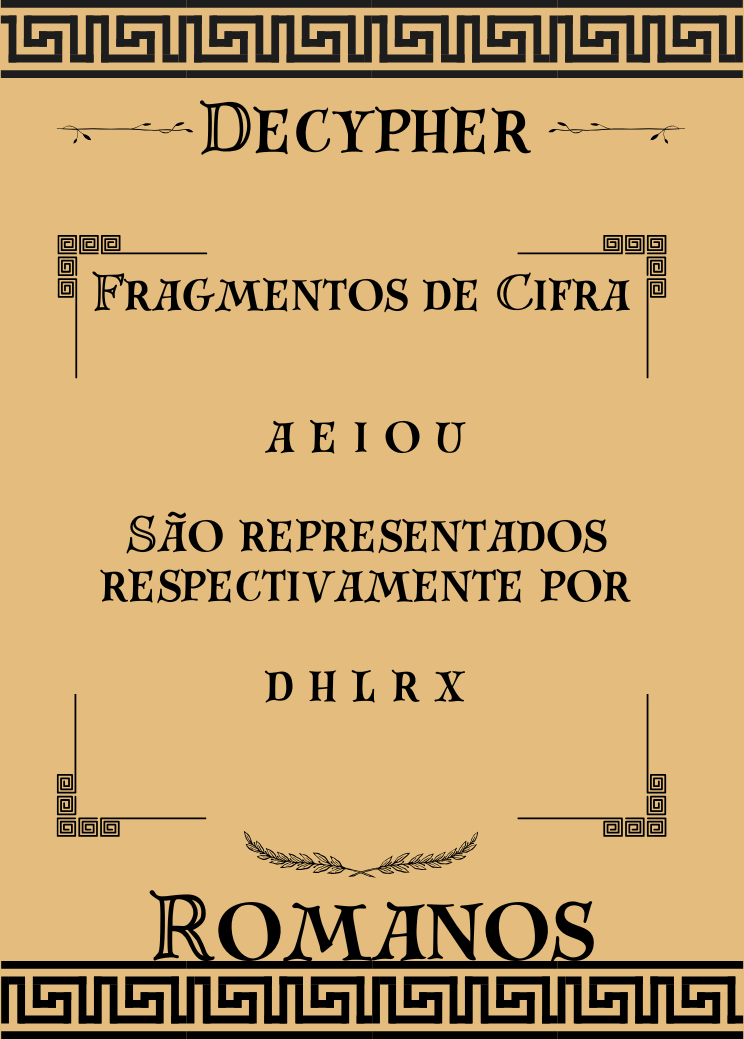 Decypher
Fragmentos de Cifra
A E I O U
São representados
respectivamente por
D H L R X
Romanos